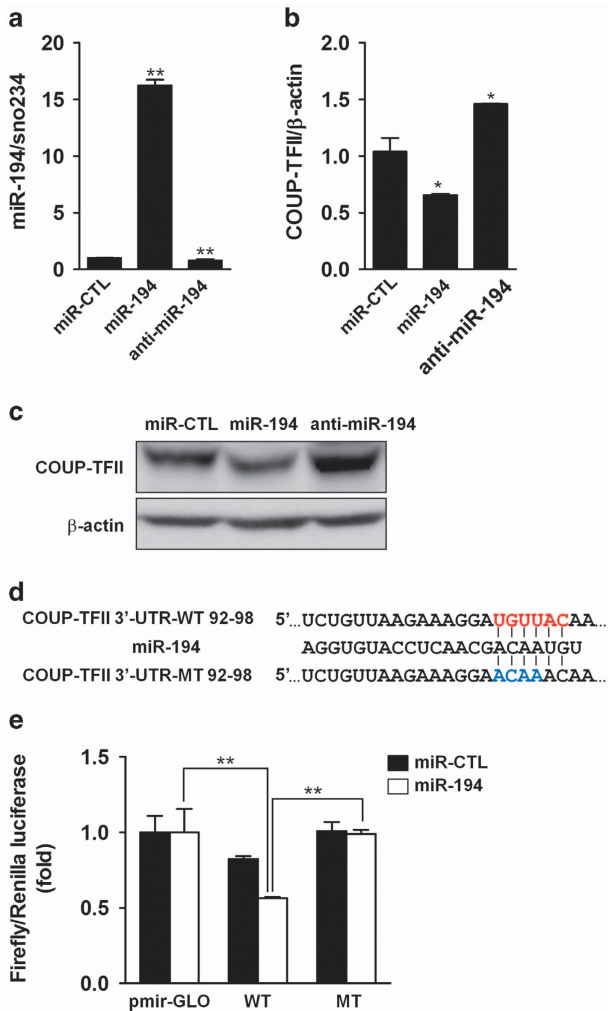 a
miR-194/sno234
20
15
10
5
0
**
**
miR-CTL
miR-194
anti-miR-194
b
COUP-TFII/β-actin
2.0
1.5
1.0
0.5
0.0
*
*
miR-CTL
miR-194
anti-miR-194
c
miR-CTL miR-194 anti-miR-194
COUP-TFII
β-actin
d
COUP-TFII 3'-UTR-WT 92-98 5'...UCUGUUAAGAAAGGAUGUUACAA...
miR-194 AGGUGUACCUCAACGACAAUGU
COUP-TFII 3'-UTR-MT 92-98 5'...UCUGUUAAGAAAGGAACAAACAA...
e
Firefly/Renilla luciferase
(fold)
1.5
1.0
0.5
0.0
**
**
miR-CTL
miR-194
pmir-GLO WT MT